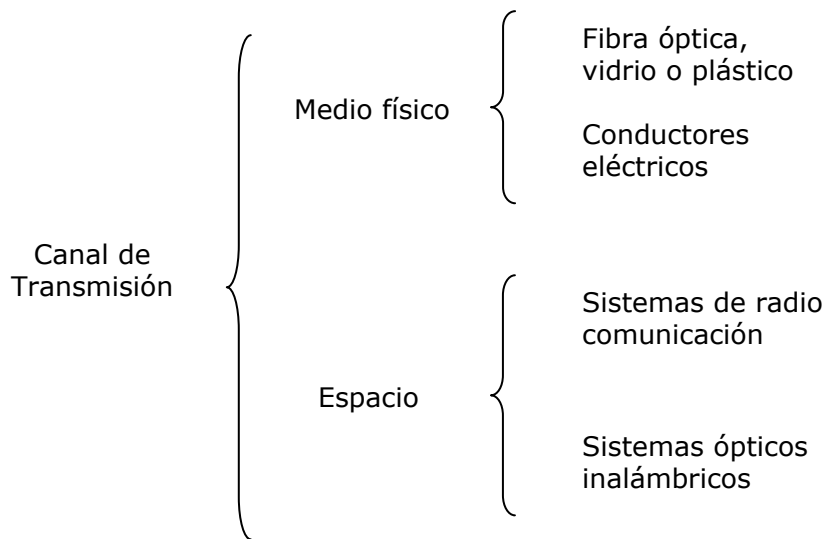 Canal de
Transmisión
Medio físico
Fibra óptica,
vidrio o plástico
Conductores
eléctricos
Espacio
Sistemas de radio
comunicación
Sistemas ópticos
inalámbricos